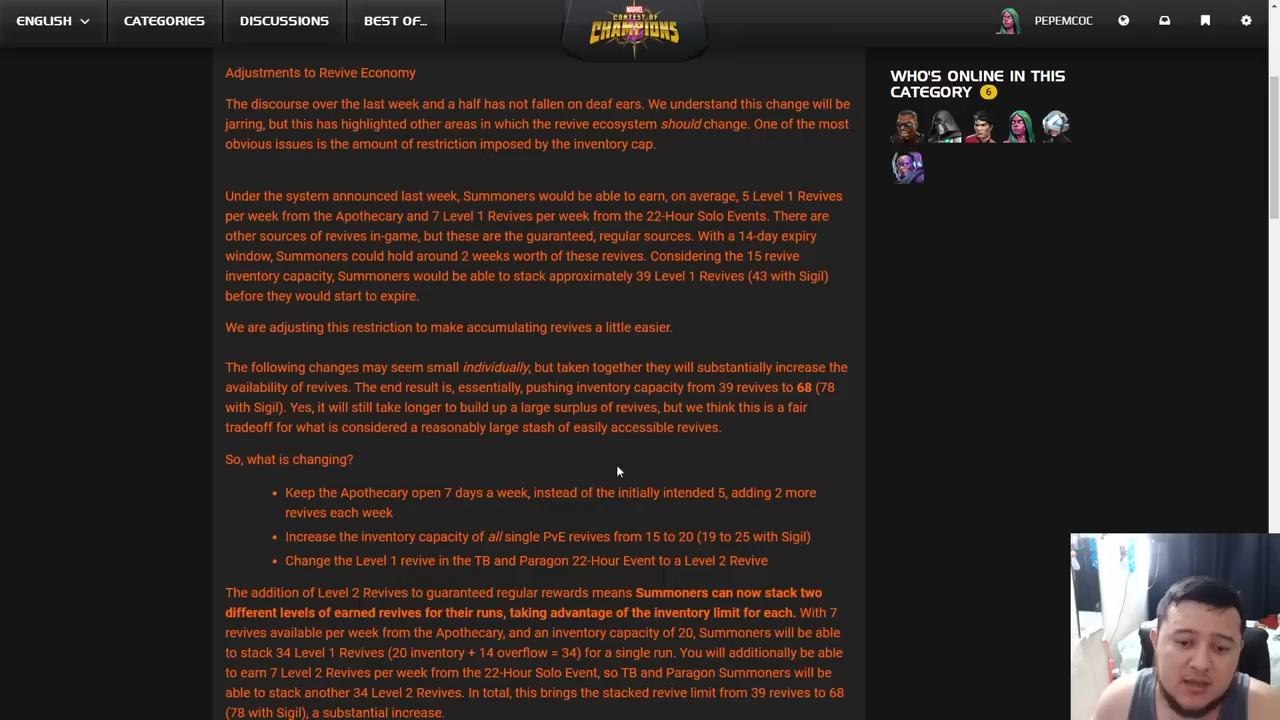 ENGLISH
CATEGORIES
DISCUSSIONS
BEST OF...
MARVEL
CONTEST OF
CHAMPIONS
PEPEMCOC
Adjustments to Revive Economy
The discourse over the last week and a half has not fallen on deaf ears. We understand this change will be
jarring, but this has highlighted other areas in which the revive ecosystem should change. One of the most
obvious issues is the amount of restriction imposed by the inventory cap.
Under the system announced last week, Summoners would be able to earn, on average, 5 Level 1 Revives
per week from the Apothecary and 7 Level 1 Revives per week from the 22-Hour Solo Events. There are
other sources of revives in-game, but these are the guaranteed, regular sources. With a 14-day expiry
window, Summoners could hold around 2 weeks worth of these revives. Considering the 15 revive
inventory capacity, Summoners would be able to stack approximately 39 Level 1 Revives (43 with Sigil)
before they would start to expire.
We are adjusting this restriction to make accumulating revives a little easier.
The following changes may seem small individually, but taken together they will substantially increase the
availability of revives. The end result is, essentially, pushing inventory capacity from 39 revives to 68 (78
with Sigil). Yes, it will still take longer to build up a large surplus of revives, but we think this is a fair
tradeoff for what is considered a reasonably large stash of easily accessible revives.
So, what is changing?
• Keep the Apothecary open 7 days a week, instead of the initially intended 5, adding 2 more
revives each week
• Increase the inventory capacity of all single PvE revives from 15 to 20 (19 to 25 with Sigil)
• Change the Level 1 revive in the TB and Paragon 22-Hour Event to a Level 2 Revive
The addition of Level 2 Revives to guaranteed regular rewards means Summoners can now stack two
different levels of earned revives for their runs, taking advantage of the inventory limit for each. With 7
revives available per week from the Apothecary, and an inventory capacity of 20, Summoners will be able
to stack 34 Level 1 Revives (20 inventory + 14 overflow = 34) for a single run. You will additionally be able
to earn 7 Level 2 Revives per week from the 22-Hour Solo Event, so TB and Paragon Summoners will be
able to stack another 34 Level 2 Revives. In total, this brings the stacked revive limit from 39 revives to 68
(78 with Sigil), a substantial increase.
WHO'S ONLINE IN THIS
CATEGORY 6